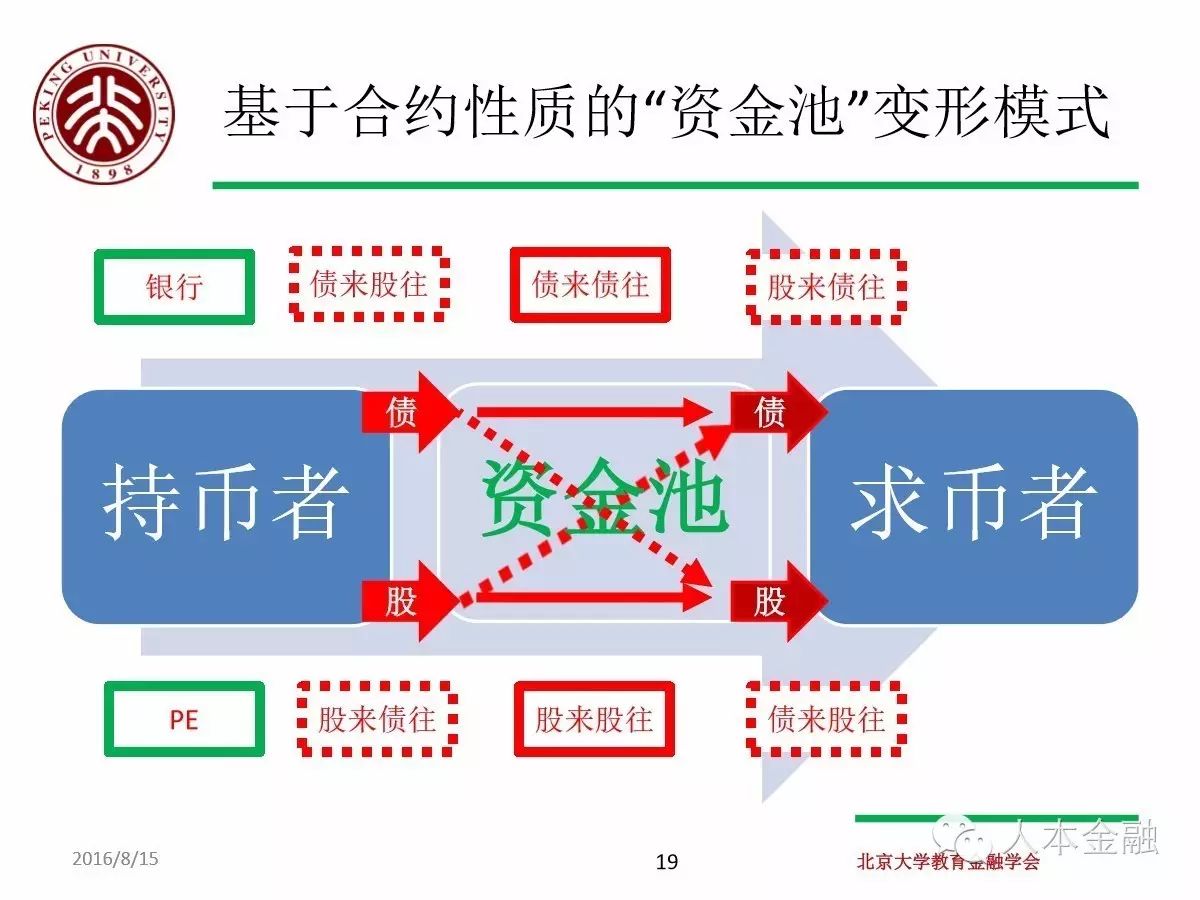 PEKING UNIVERSITY
1898
基于合约性质的“资金池”变形模式
银行
债来股往
债来债往
股来债往
债
债
持币者
资金池
求币者
股
股
PE
股来债往
股来股往
债来股往
2016/8/15
19
北京大学教育金融学会
人本金融